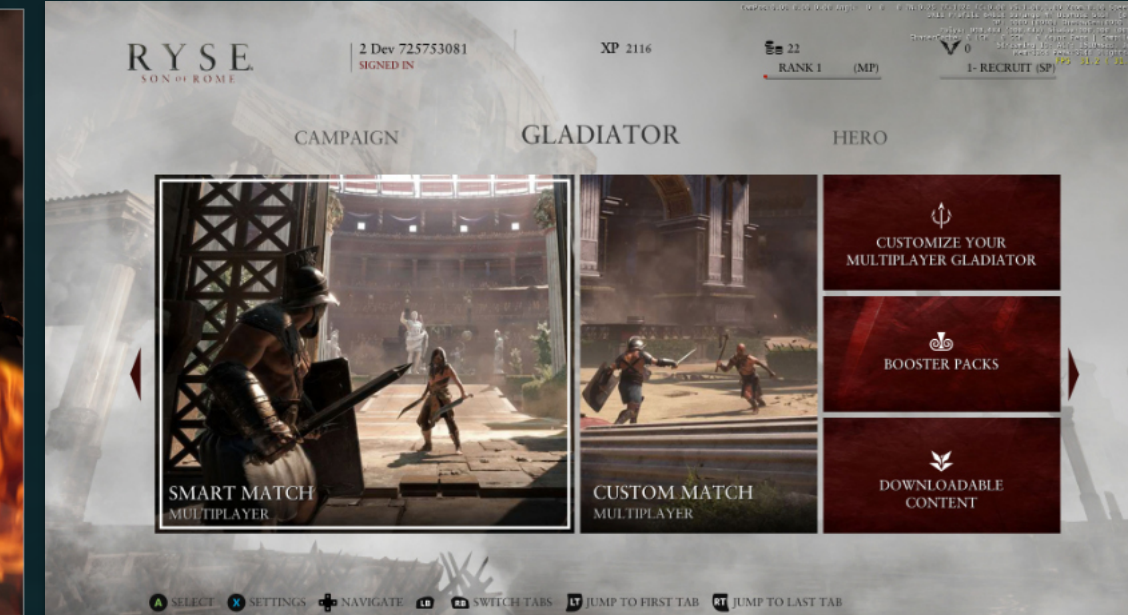 RYSE
SON OF ROME
2 Dev 725753081
SIGNED IN
XP 2116
22
RANK 1 (MP)
0
1- RECRUIT (SP)
CAMPAIGN
GLADIATOR
HERO
SMART MATCH
MULTIPLAYER
CUSTOM MATCH
MULTIPLAYER
CUSTOMIZE YOUR
MULTIPLAYER GLADIATOR
BOOSTER PACKS
DOWNLOADABLE
CONTENT
A SELECT X SETTINGS NAVIGATE LB RB SWITCH TABS LT JUMP TO FIRST TAB RT JUMP TO LAST TAB